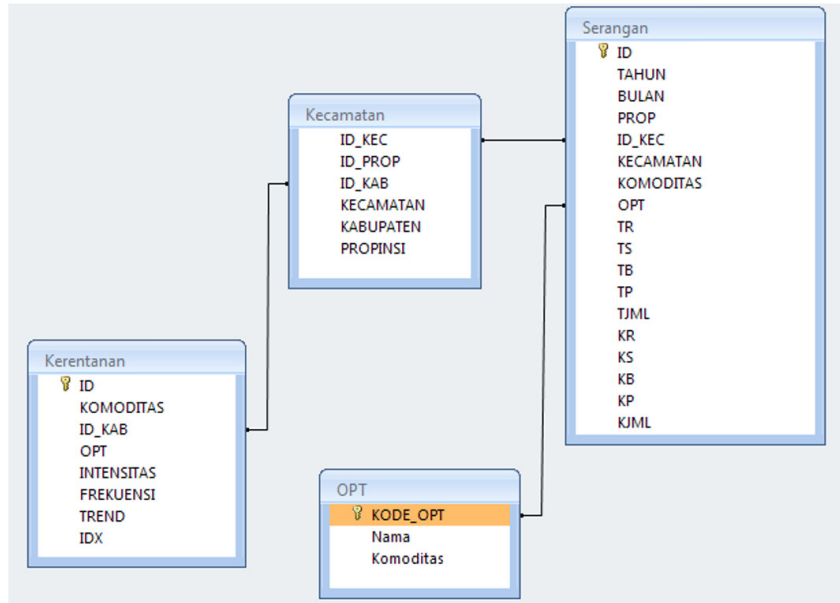 Serangan
ID
TAHUN
BULAN
PROP
ID_KEC
KECAMATAN
KOMODITAS
OPT
TR
TS
TB
TP
TJML
KR
KS
KB
KP
KJML
Kecamatan
ID_KEC
ID_PROP
ID_KAB
KECAMATAN
KABUPATEN
PROPINSI
Kerentanan
ID
KOMODITAS
ID_KAB
OPT
INTENSITAS
FREKUENSI
TREND
IDX
OPT
KODE_OPT
Nama
Komoditas